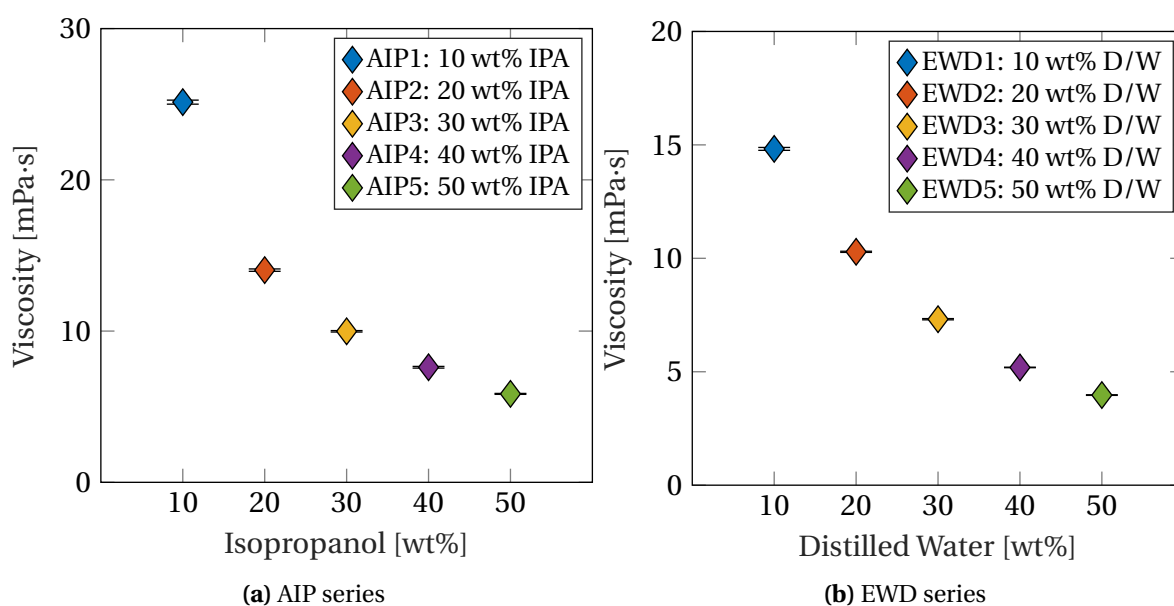 30
20
10
0
Viscosity [mPa·s]
AIP1: 10 wt% IPA
AIP2: 20 wt% IPA
AIP3: 30 wt% IPA
AIP4: 40 wt% IPA
AIP5: 50 wt% IPA
10 20 30 40 50
Isopropanol [wt%]
(a) AIP series
20
15
10
5
0
Viscosity [mPa·s]
EWD1: 10 wt% D/W
EWD2: 20 wt% D/W
EWD3: 30 wt% D/W
EWD4: 40 wt% D/W
EWD5: 50 wt% D/W
10 20 30 40 50
Distilled Water [wt%]
(b) EWD series